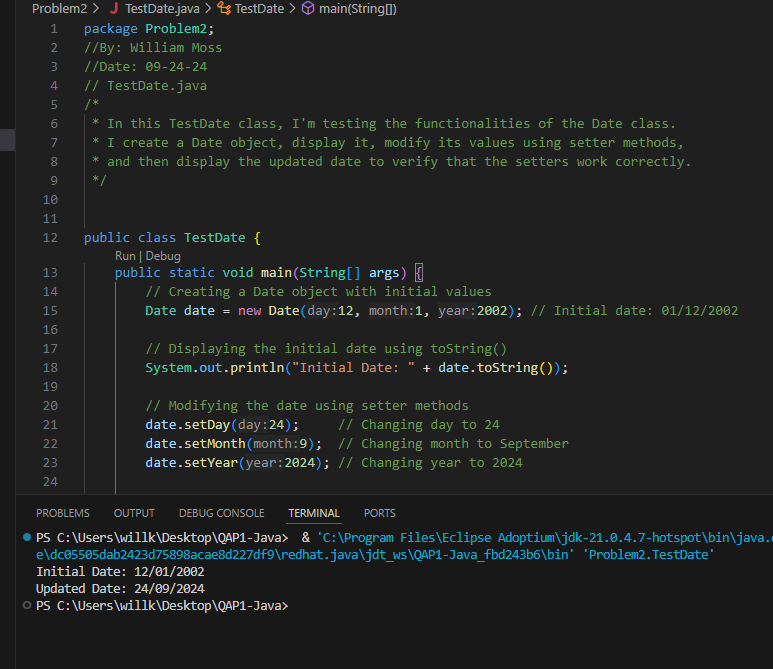 Problem2 > J TestDate.java > TestDate > main(String[])
1 package Problem2;
2 //By: William Moss
3 //Date: 09-24-24
4 // TestDate.java
5 /*
6 * In this TestDate class, I'm testing the functionalities of the Date class.
7 * I create a Date object, display it, modify its values using setter methods,
8 * and then display the updated date to verify that the setters work correctly.
9 */
10
11
12 public class TestDate {
Run | Debug
13 public static void main(String[] args) {
14 // Creating a Date object with initial values
15 Date date = new Date(day:12, month:1, year:2002); // Initial date: 01/12/2002
16
17 // Displaying the initial date using toString()
18 System.out.println("Initial Date: " + date.toString());
19
20 // Modifying the date using setter methods
21 date.setDay(day:24); // Changing day to 24
22 date.setMonth(month:9); // Changing month to September
23 date.setYear(year:2024); // Changing year to 2024
24
PROBLEMS OUTPUT DEBUG CONSOLE TERMINAL PORTS
PS C:\Users\willk\Desktop\QAP1-Java> & 'C:\Program Files\Eclipse Adoptium\jdk-21.0.4.7-hotspot\bin\java.e
e\dc05505dab2423d75898acae8d227df9\redhat.java\jdt_ws\QAP1-Java_fbd243b6\bin' 'Problem2.TestDate'
Initial Date: 12/01/2002
Updated Date: 24/09/2024
PS C:\Users\willk\Desktop\QAP1-Java>